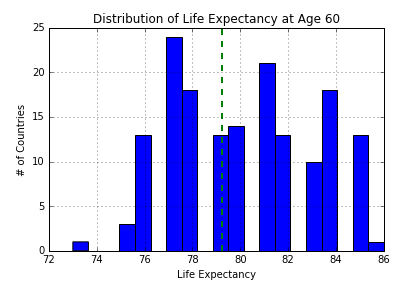 Distribution of Life Expectancy at Age 60
25
20
15
10
5
0
# of Countries
72 74 76 78 80 82 84 86
Life Expectancy